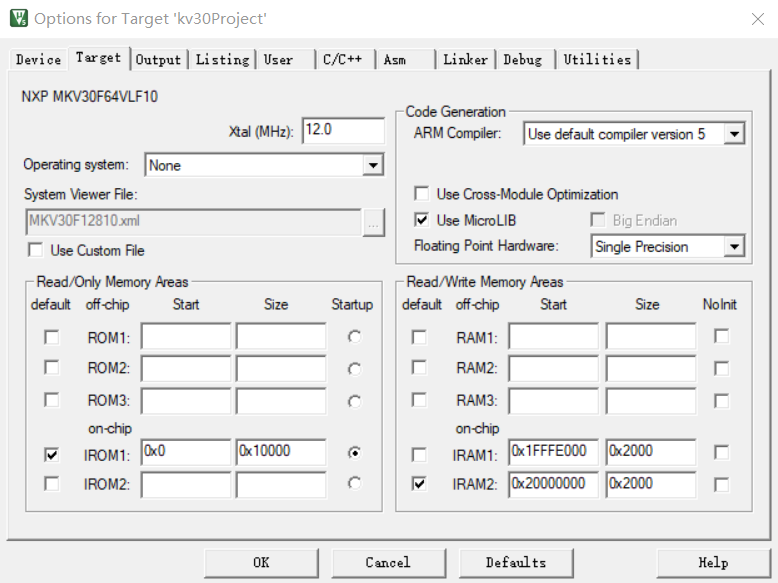 Options for Target 'kv30Project'
Device Target Output Listing User C/C++ Asm Linker Debug Utilities
NXP MKV30F64VLF10
Xtal (MHz): 12.0
Operating system: None
System Viewer File:
MKV30F12810.xml ...
Use Custom File
Code Generation
ARM Compiler: Use default compiler version 5
Use Cross-Module Optimization
Use MicroLIB Big Endian
Floating Point Hardware: Single Precision
Read/Only Memory Areas
default off-chip Start Size Startup
ROM1:
ROM2:
ROM3:
on-chip
IROM1: 0x0 0x10000
IROM2:
Read/Write Memory Areas
default off-chip Start Size NoInit
RAM1:
RAM2:
RAM3:
on-chip
IRAM1: 0x1FFFE000 0x2000
IRAM2: 0x20000000 0x2000
OK Cancel Defaults Help